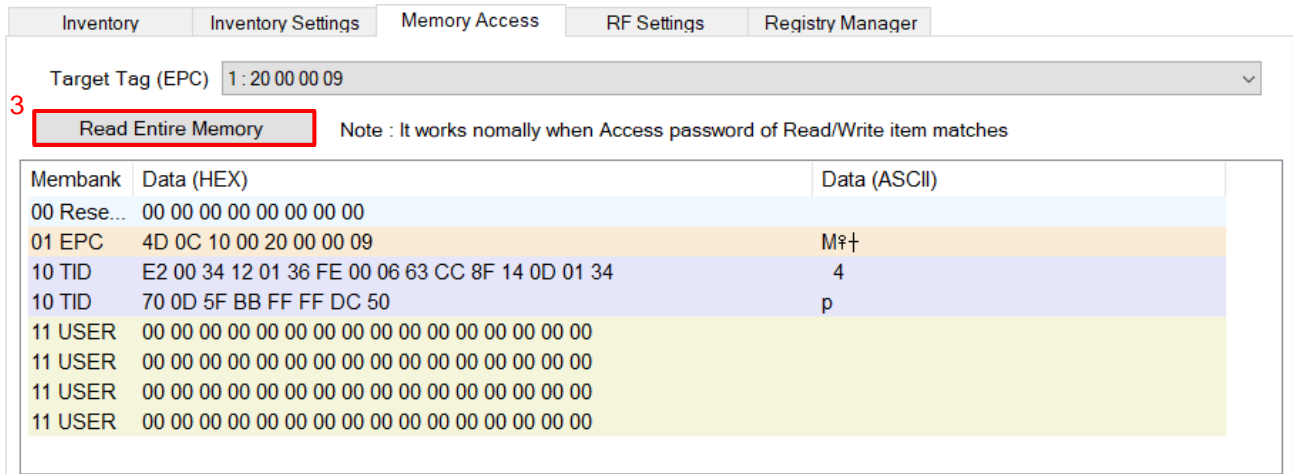 Inventory Inventory Settings Memory Access RF Settings Registry Manager
Target Tag (EPC) 1 : 20 00 00 09
3
Read Entire Memory Note : It works nomally when Access password of Read/Write item matches
Membank Data (HEX) Data (ASCII)
00 Rese... 00 00 00 00 00 00 00 00
01 EPC 4D 0C 10 00 20 00 00 09 M♀†
10 TID E2 00 34 12 01 36 FE 00 06 63 CC 8F 14 0D 01 34 4
10 TID 70 0D 5F BB FF FF DC 50 p
11 USER 00 00 00 00 00 00 00 00 00 00 00 00 00 00 00 00
11 USER 00 00 00 00 00 00 00 00 00 00 00 00 00 00 00 00
11 USER 00 00 00 00 00 00 00 00 00 00 00 00 00 00 00 00
11 USER 00 00 00 00 00 00 00 00 00 00 00 00 00 00 00 00